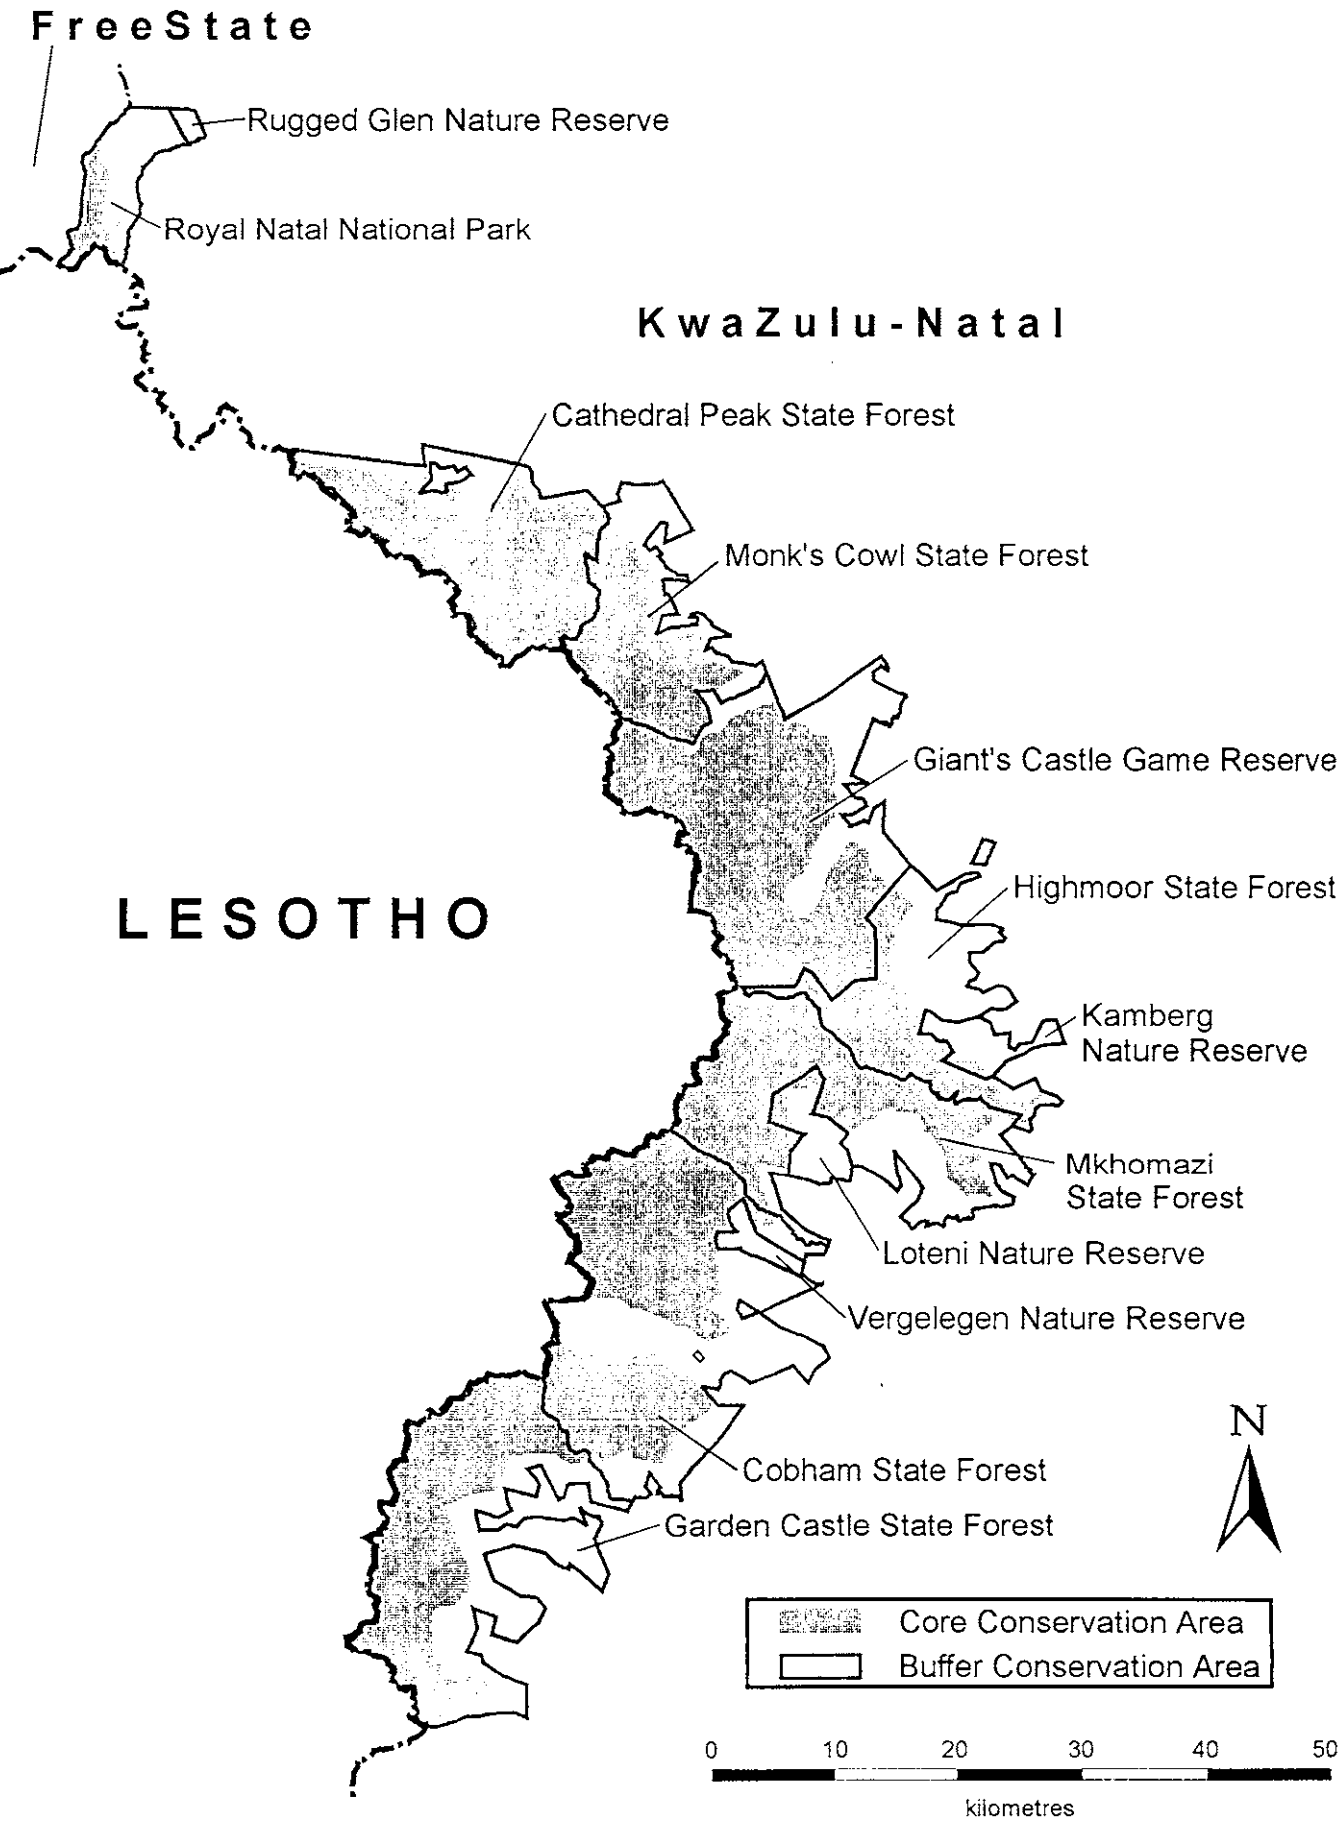 FreeState
Rugged Glen Nature Reserve
Royal Natal National Park
KwaZulu-Natal
Cathedral Peak State Forest
Monk's Cowl State Forest
Giant's Castle Game Reserve
Highmoor State Forest
LESOTHO
Kamberg
Nature Reserve
Mkhomazi
State Forest
Loteni Nature Reserve
Vergelegen Nature Reserve
N
Cobham State Forest
Garden Castle State Forest
Core Conservation Area
Buffer Conservation Area
0 10 20 30 40 50
kilometres